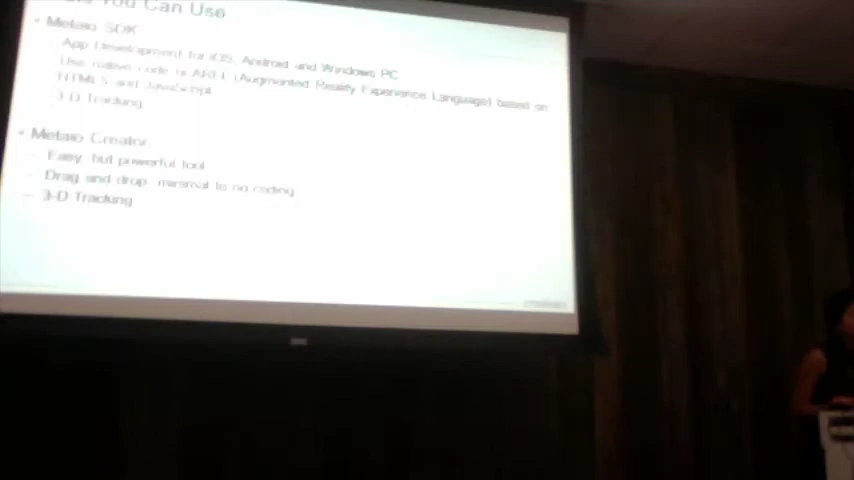 You Can Use
• Metaio SDK
App Development for iOS, Android and Windows PC
Use native code or AREL (Augmented Reality Experience Language) based on
HTML5 and JavaScript
3-D Tracking
• Metaio Creator
– Easy, but powerful tool
– Drag and drop, minimal to no coding
– 3-D Tracking